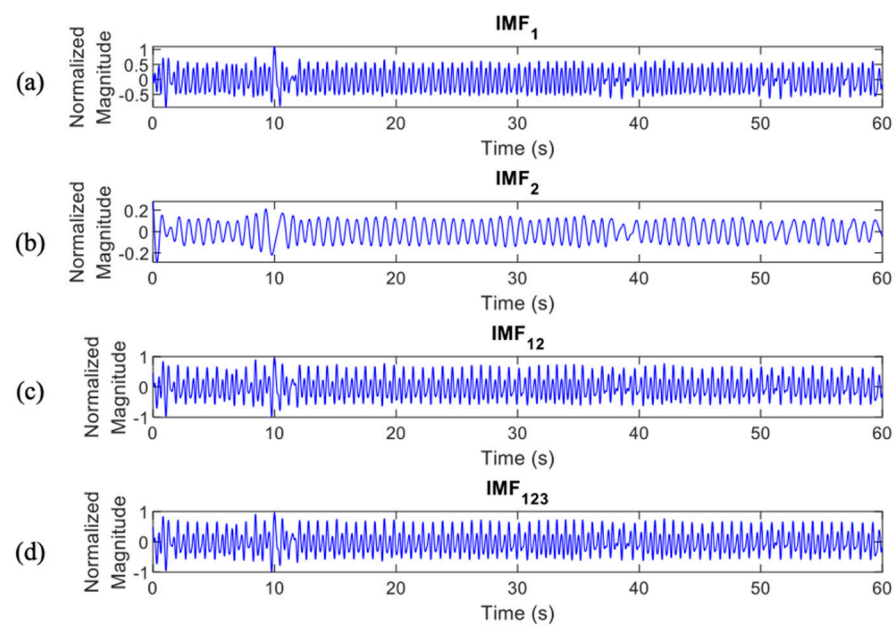 IMF1
(a)
Normalized
Magnitude
1
0.5
0
-0.5
0 10 20 30 40 50 60
Time (s)
IMF2
(b)
Normalized
Magnitude
0.2
0
-0.2
0 10 20 30 40 50 60
Time (s)
IMF12
(c)
Normalized
Magnitude
1
0
-1
0 10 20 30 40 50 60
Time (s)
IMF123
(d)
Normalized
Magnitude
1
0
-1
0 10 20 30 40 50 60
Time (s)